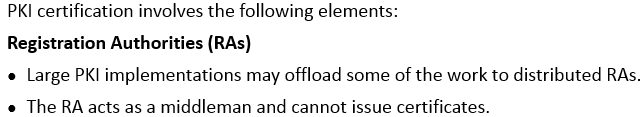 PKI certification involves the following elements:
Registration Authorities (RAs)
• Large PKI implementations may offload some of the work to distributed RAs.
• The RA acts as a middleman and cannot issue certificates.